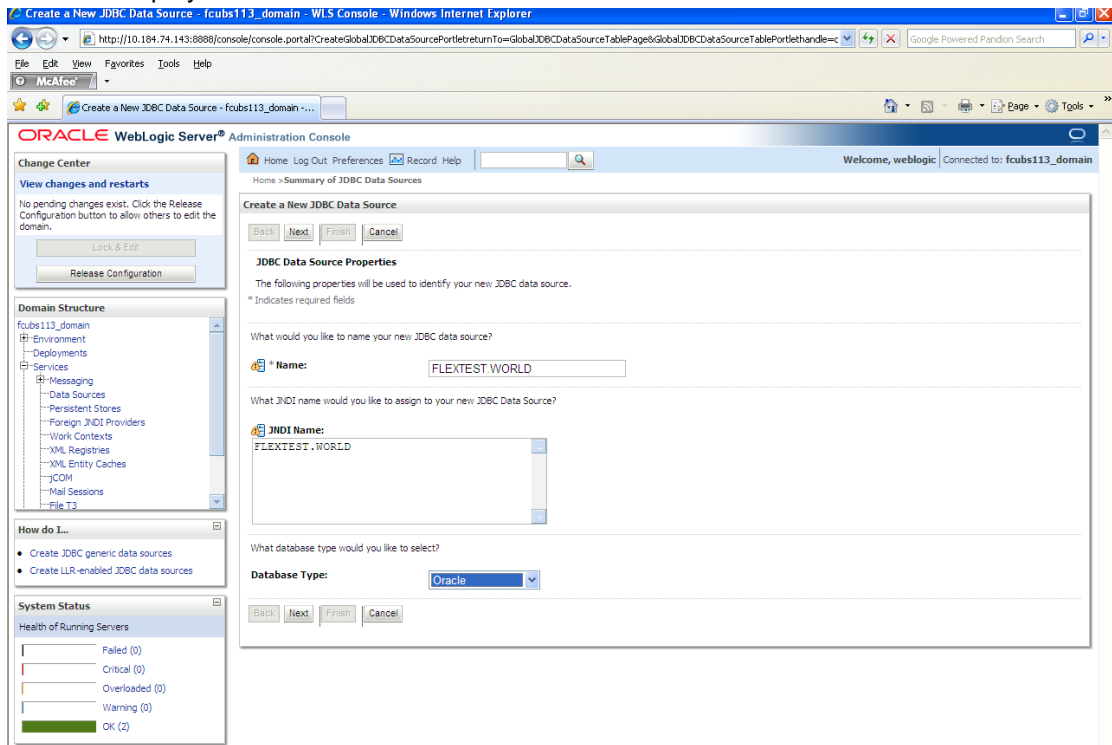 Create a New JDBC Data Source - fcubs113_domain - WLS Console - Windows Internet Explorer
http://10.184.74.143:8888/console/console.portal?CreateGlobalJDBCDataSourcePortletreturnTo=GlobalJDBCDataSourceTablePage&GlobalJDBCDataSourceTablePortlethandle=c
Google Powered Pandion Search
File Edit View Favorites Tools Help
McAfee
Create a New JDBC Data Source - fcubs113_domain -...
Page Tools
ORACLE WebLogic Server® Administration Console
Change Center
View changes and restarts
No pending changes exist. Click the Release
Configuration button to allow others to edit the
domain.
Lock & Edit
Release Configuration
Domain Structure
fcubs113_domain
Environment
Deployments
Services
Messaging
Data Sources
Persistent Stores
Foreign JNDI Providers
Work Contexts
XML Registries
XML Entity Caches
jCOM
Mail Sessions
File T3
How do I...
Create JDBC generic data sources
Create LLR-enabled JDBC data sources
System Status
Health of Running Servers
Failed (0)
Critical (0)
Overloaded (0)
Warning (0)
OK (2)
Home Log Out Preferences Record Help
Welcome, weblogic Connected to: fcubs113_domain
Home >Summary of JDBC Data Sources
Create a New JDBC Data Source
Back Next Finish Cancel
JDBC Data Source Properties
The following properties will be used to identify your new JDBC data source.
* Indicates required fields
What would you like to name your new JDBC data source?
* Name: FLEXTEST.WORLD
What JNDI name would you like to assign to your new JDBC Data Source?
JNDI Name:
FLEXTEST.WORLD
What database type would you like to select?
Database Type: Oracle
Back Next Finish Cancel